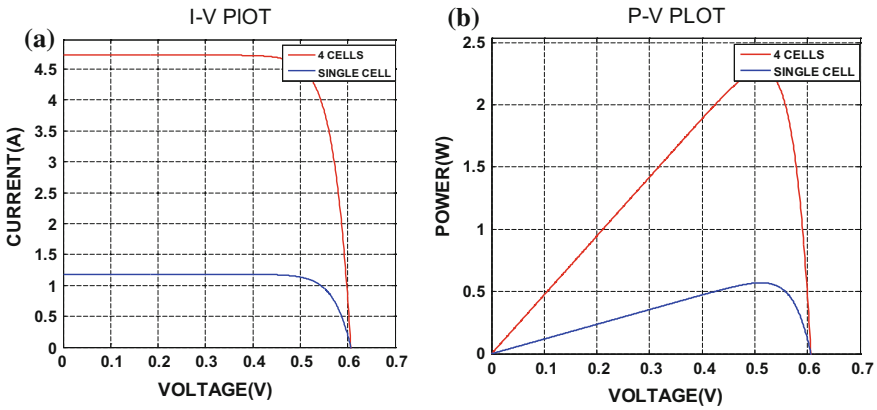 I-V PIOT
(a)
4 CELLS
SINGLE CELL
CURRENT(A)
4.5
4
3.5
3
2.5
2
1.5
1
0.5
0
0 0.1 0.2 0.3 0.4 0.5 0.6 0.7
VOLTAGE(V)
P-V PLOT
(b)
4 CELLS
SINGLE CELL
POWER(W)
2.5
2
1.5
1
0.5
0
0 0.1 0.2 0.3 0.4 0.5 0.6 0.7
VOLTAGE(V)